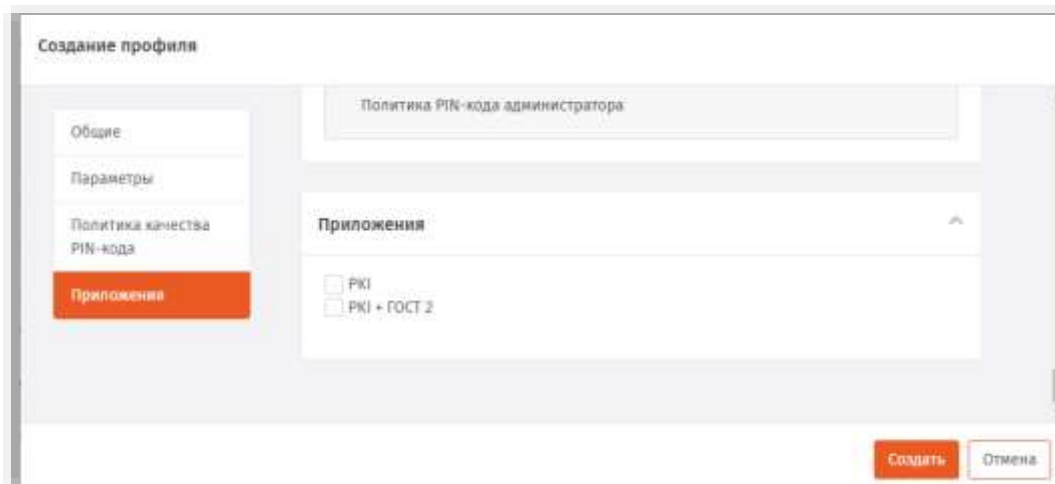 Создание профиля
Политика PIN-кода администратора
Общие
Параметры
Политика качества
PIN-кода
Приложения
Приложения
PKI
PKI + ГОСТ 2
Создать
Отмена